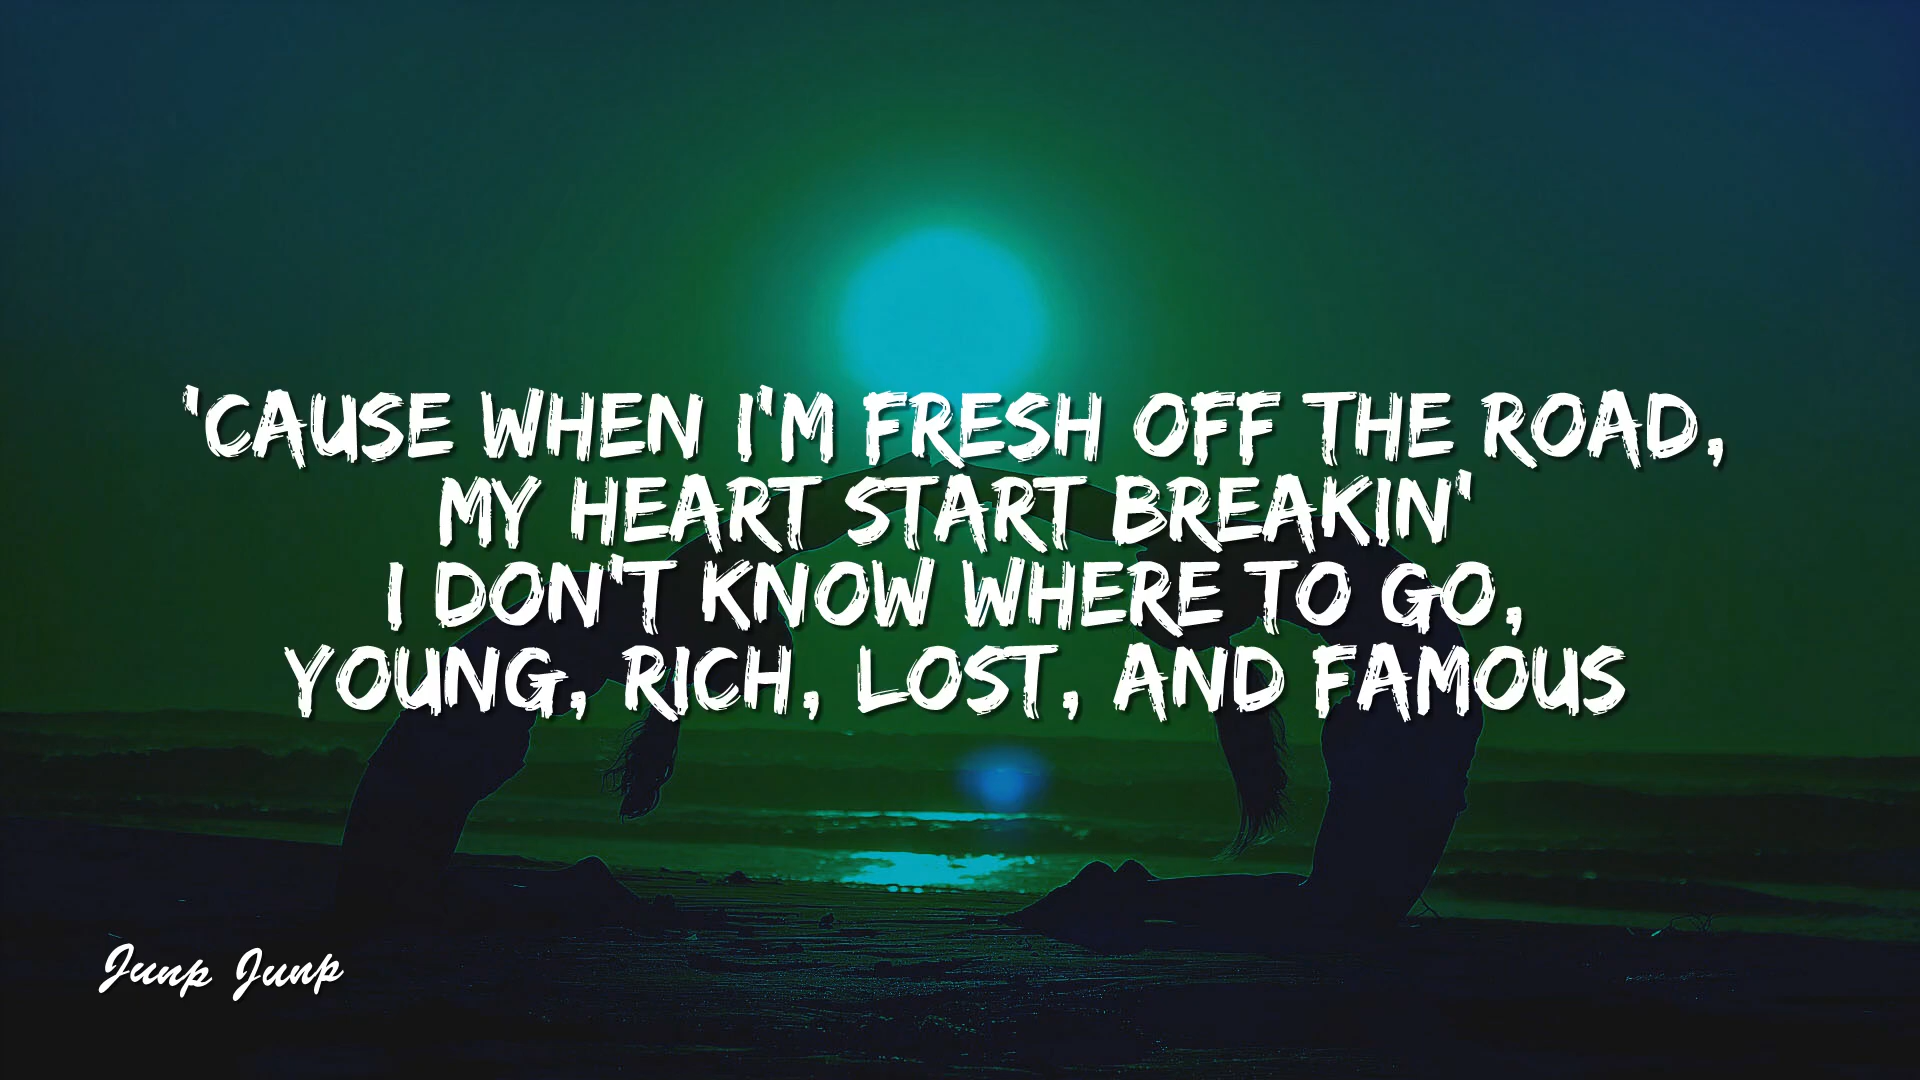 'CAUSE WHEN I'M FRESH OFF THE ROAD,
MY HEART START BREAKIN'
I DON'T KNOW WHERE TO GO,
YOUNG, RICH, LOST, AND FAMOUS
Junp Junp